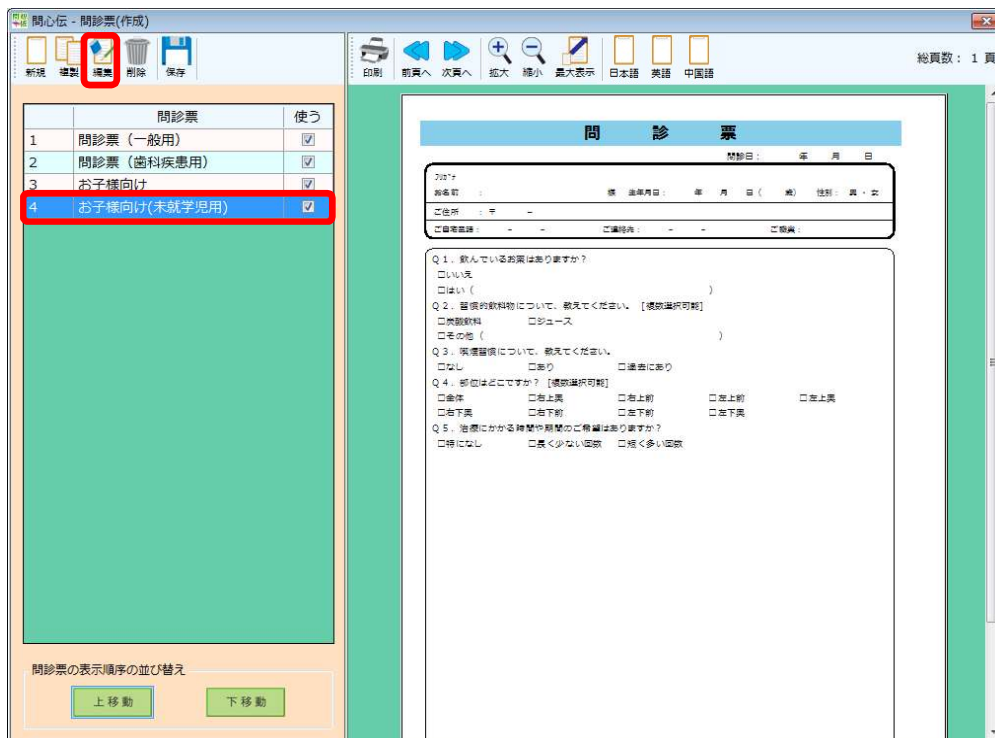 問心伝 - 問診票(作成)
新規 複製 編集 削除 保存
印刷 前頁へ 次頁へ 拡大 縮小 最大表示 日本語 英語 中国語
総頁数： 1 頁
問診票 使う
1 問診票（一般用）
2 問診票（歯科疾患用）
3 お子様向け
4 お子様向け(未就学児用)
問診票の表示順序の並び替え
上移動 下移動
問 診 票
問診日： 年 月 日
フリガナ
お名前 ： 様 生年月日： 年 月 日（ 歳） 性別： 男 ・ 女
ご住所 ： 〒 －
ご自宅電話： － － ご連絡先： － － ご職業：
Q１．飲んでいるお薬はありますか？
□いいえ
□はい（ ）
Q２．習慣的飲料物について、教えてください。 [複数選択可能]
□炭酸飲料 □ジュース
□その他（ ）
Q３．喫煙習慣について、教えてください。
□なし □あり □過去にあり
Q４．部位はどこですか？ [複数選択可能]
□全体 □右上奥 □右上前 □左上前 □左上奥
□右下奥 □右下前 □左下前 □左下奥
Q５．治療にかかる時間や期間のご希望はありますか？
□特になし □長く少ない回数 □短く多い回数